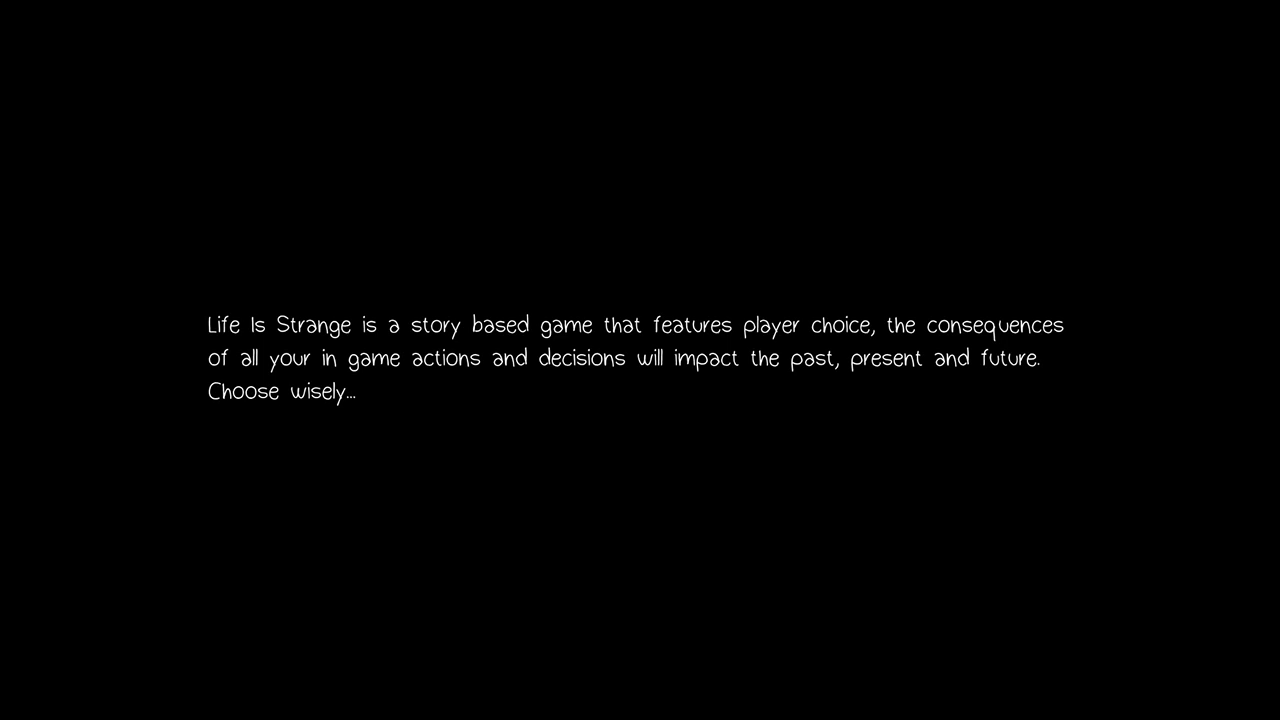 Life Is Strange is a story based game that features player choice, the consequences
of all your in game actions and decisions will impact the past, present and future.
Choose wisely...